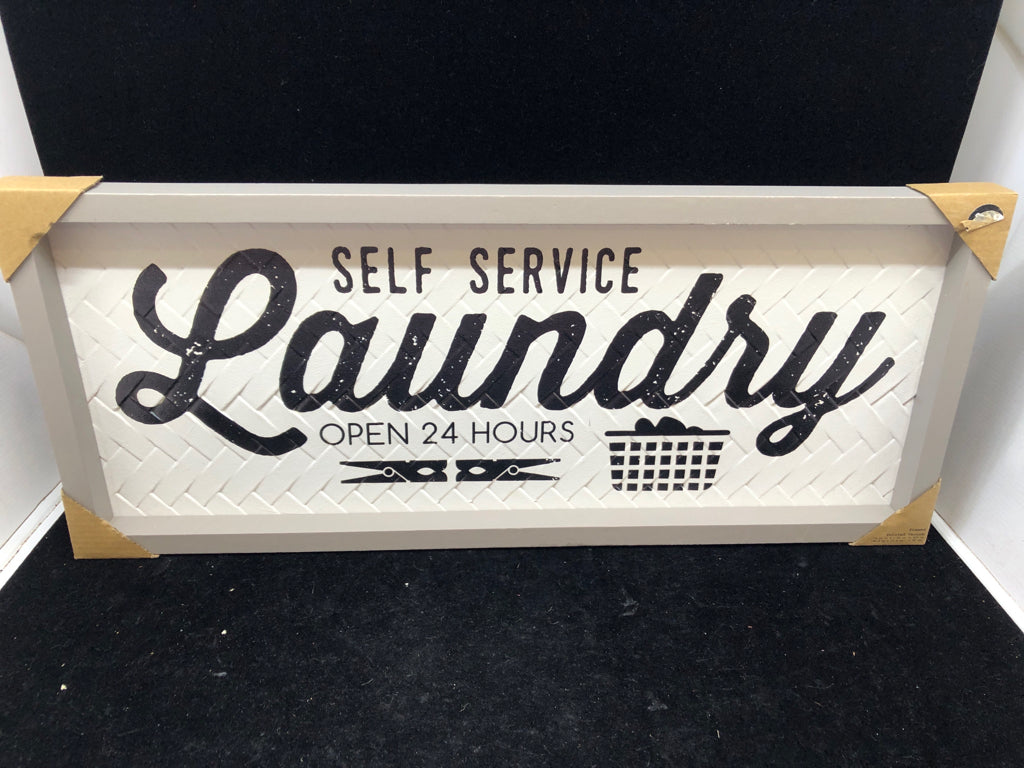 SELF SERVICE
Laundry
OPEN 24 HOURS